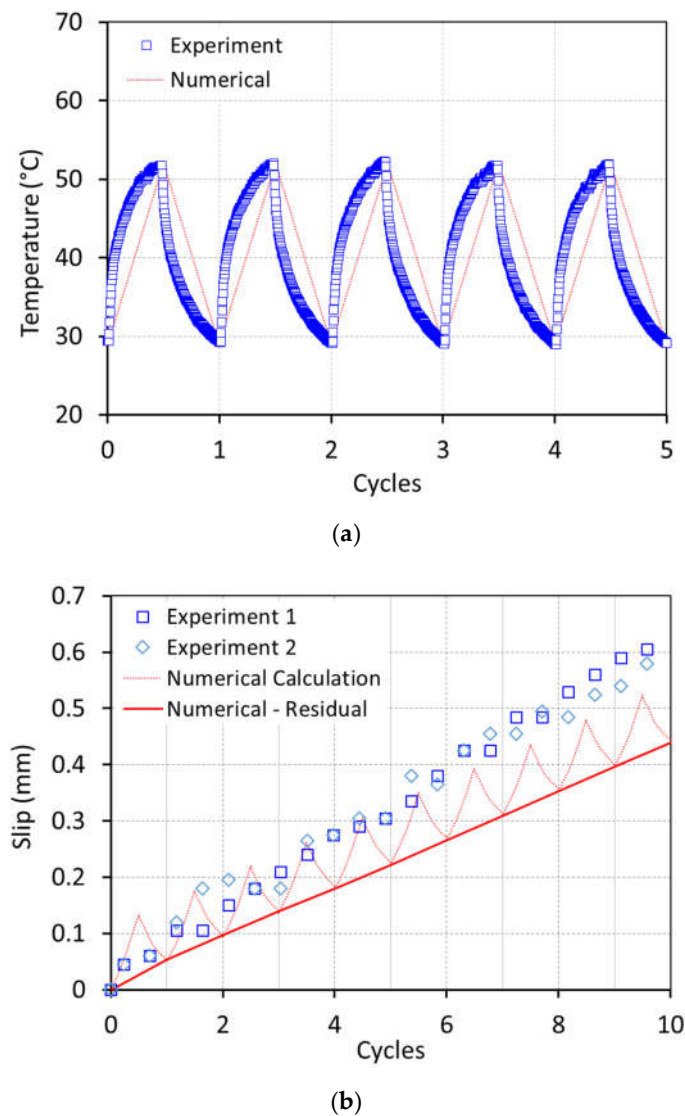 70
60
50
40
30
20
Temperature (°C)
Experiment
Numerical
0 1 2 3 4 5
Cycles
(a)
0.7
0.6
0.5
0.4
0.3
0.2
0.1
0
Slip (mm)
Experiment 1
Experiment 2
Numerical Calculation
Numerical - Residual
0 2 4 6 8 10
Cycles
(b)